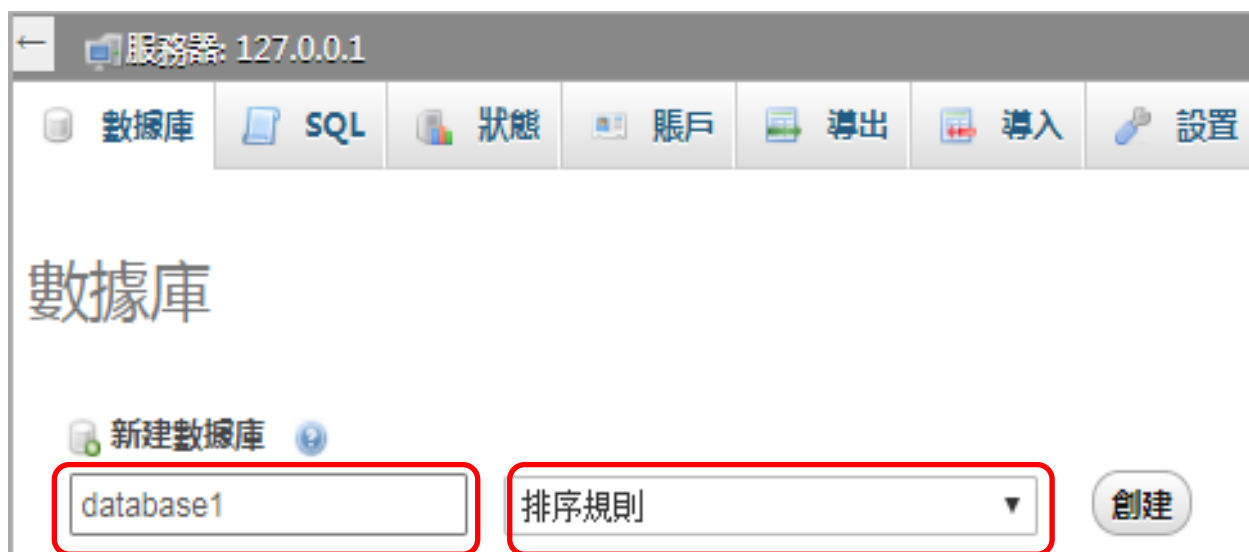 ← 服務器: 127.0.0.1
數據庫 SQL 狀態 賬戶 導出 導入 設置
數據庫
新建數據庫
database1 排序規則 ▼ 創建